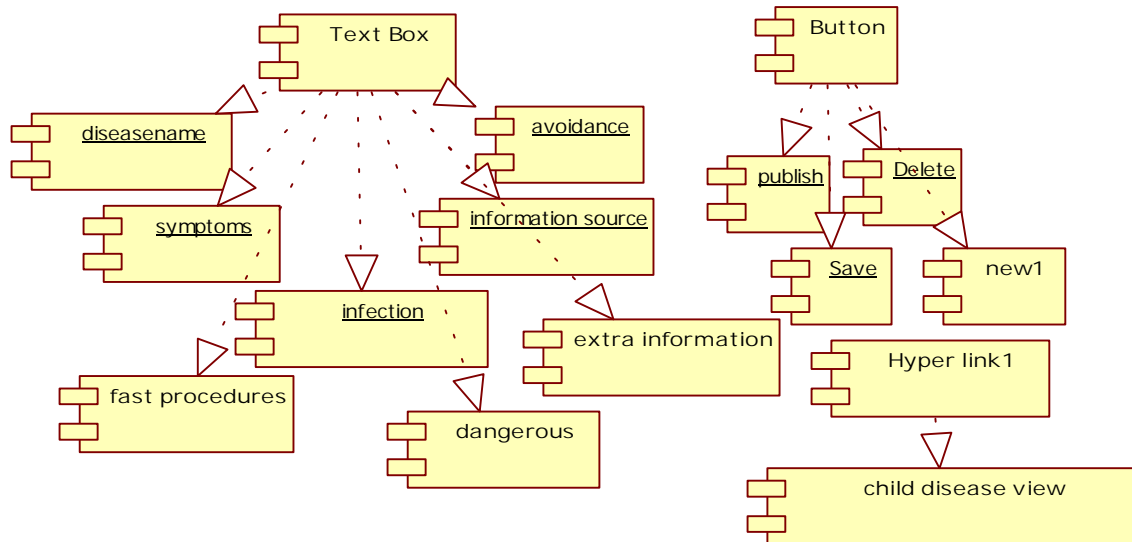 Text Box
Button
diseasename
avoidance
publish
Delete
symptoms
information source
Save
new1
infection
extra information
Hyper link1
fast procedures
dangerous
child disease view